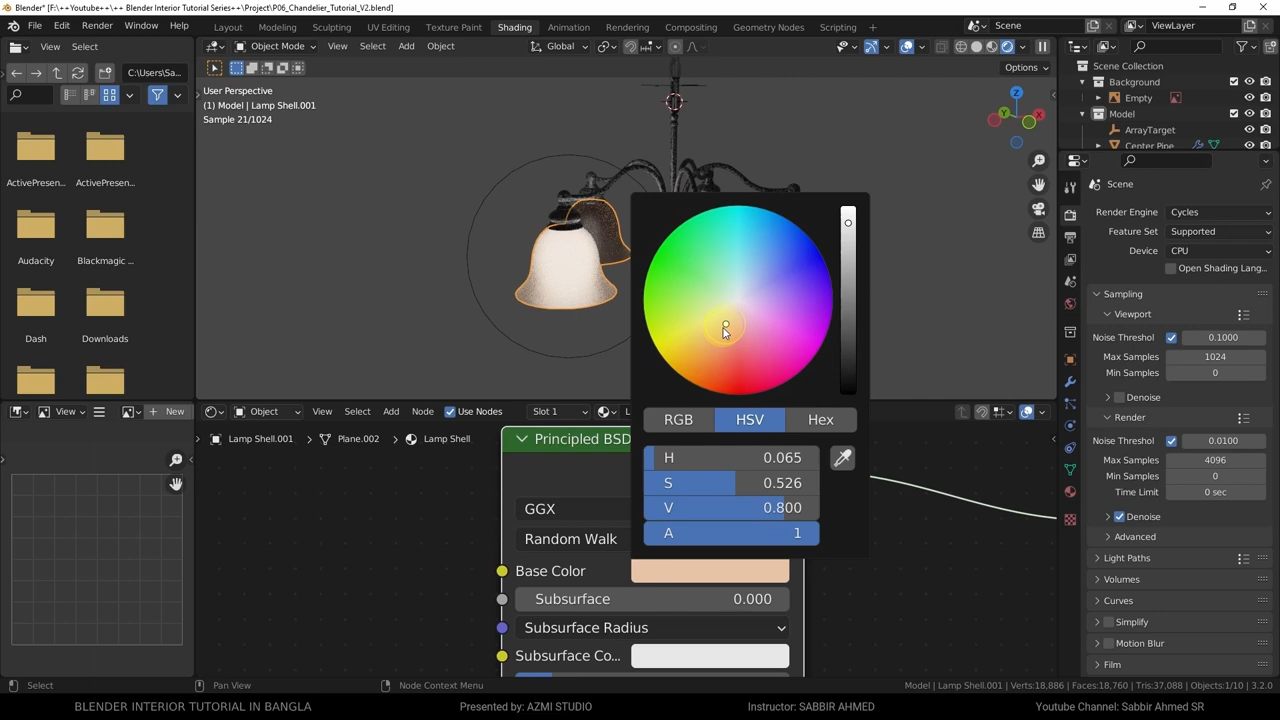 Blender* [F:\++Youtube++\++ Blender Interior Tutorial Series++\Project\P06_Chandelier_Tutorial_V2.blend]
File Edit Render Window Help Layout Modeling Sculpting UV Editing Texture Paint Shading Animation Rendering Compositing Geometry Nodes Scripting Scene ViewLayer
View Select Object Mode View Select Add Object Global
C:\Users\Sa... Options
User Perspective
(1) Model | Lamp Shell.001
Sample 21/1024
Scene Collection
Background
Empty
Model
ArrayTarget
Center Pipe
ActivePresen... ActivePresen...
Audacity Blackmagic ...
Dash Downloads
Scene
Render Engine Cycles
Feature Set Supported
Device CPU
Open Shading Lang...
Sampling
Viewport
Noise Threshol 0.1000
Max Samples 1024
Min Samples 0
Denoise
Render
Noise Threshol 0.0100
Max Samples 4096
Min Samples 0
Time Limit 0 sec
Denoise
Advanced
Light Paths
Volumes
Curves
Simplify
Motion Blur
Film
RGB HSV Hex
H 0.065
S 0.526
V 0.800
A 1
View New Object View Select Add Node Use Nodes Slot 1
Lamp Shell.001 Plane.002 Lamp Shell
Principled BSD
GGX
Random Walk
Base Color
Subsurface 0.000
Subsurface Radius
Subsurface Co...
Select Pan View Node Context Menu Model | Lamp Shell.001 | Verts:18,886 | Faces:18,760 | Tris:37,088 | Objects:1/10 | 3.2.0
BLENDER INTERIOR TUTORIAL IN BANGLA Presented by: AZMI STUDIO Instructor: SABBIR AHMED Youtube Channel: Sabbir Ahmed SR